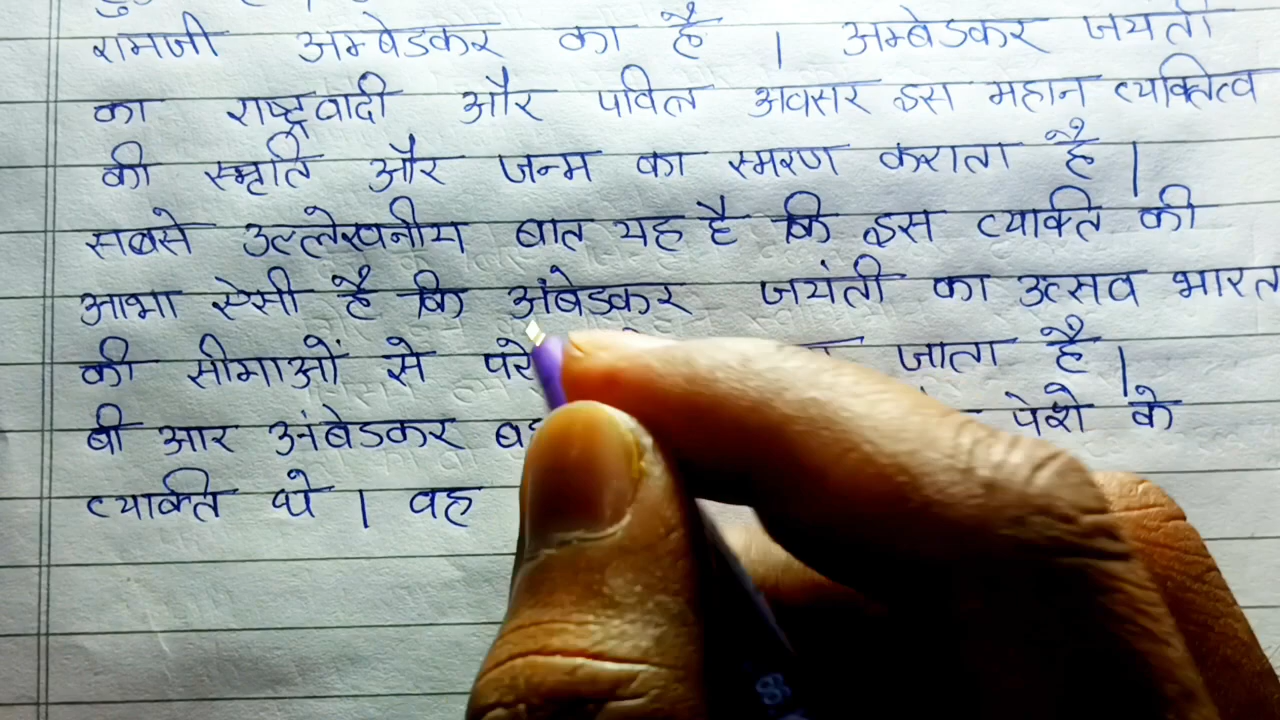 रामजी अम्बेडकर का है । अम्बेडकर जयंती
का राष्ट्रवादी और पवित्र अवसर इस महान व्यक्तित्व
की स्मृति और जन्म का स्मरण कराता है ।
सबसे उल्लेखनीय बात यह है कि इस व्यक्ति की
आभा ऐसी है कि अंबेडकर जयंती का उत्सव भारत
की सीमाओं से परे जाता है ।
बी आर अंबेडकर पेशे के
व्यक्ति थे । वह